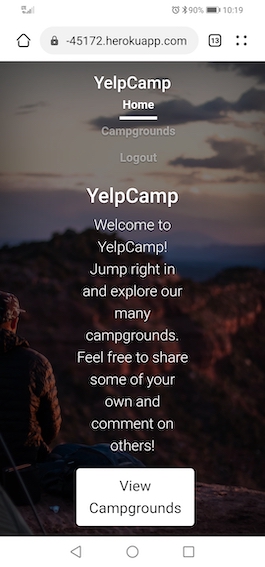 90% 10:19
-45172.herokuapp.com
13
YelpCamp
Home
Campgrounds
Logout
YelpCamp
Welcome to
YelpCamp!
Jump right in
and explore our
many
campgrounds.
Feel free to share
some of your
own and
comment on
others!
View
Campgrounds